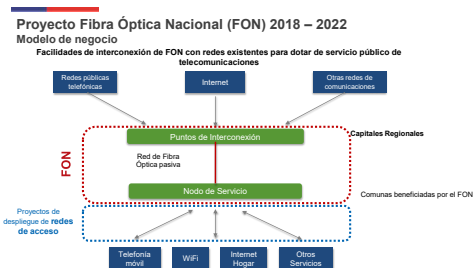 Proyecto Fibra Óptica Nacional (FON) 2018 – 2022
Modelo de negocio
Facilidades de interconexión de FON con redes existentes para dotar de servicio público de
telecomunicaciones
Redes públicas
telefónicas
Internet
Otras redes de
comunicaciones
Puntos de Interconexión
Capitales Regionales
FON
Red de Fibra
Óptica pasiva
Nodo de Servicio
Comunas beneficiadas por el FON
Proyectos de
despliegue de redes
de acceso
Telefonía
móvil
WiFi
Internet
Hogar
Otros
Servicios